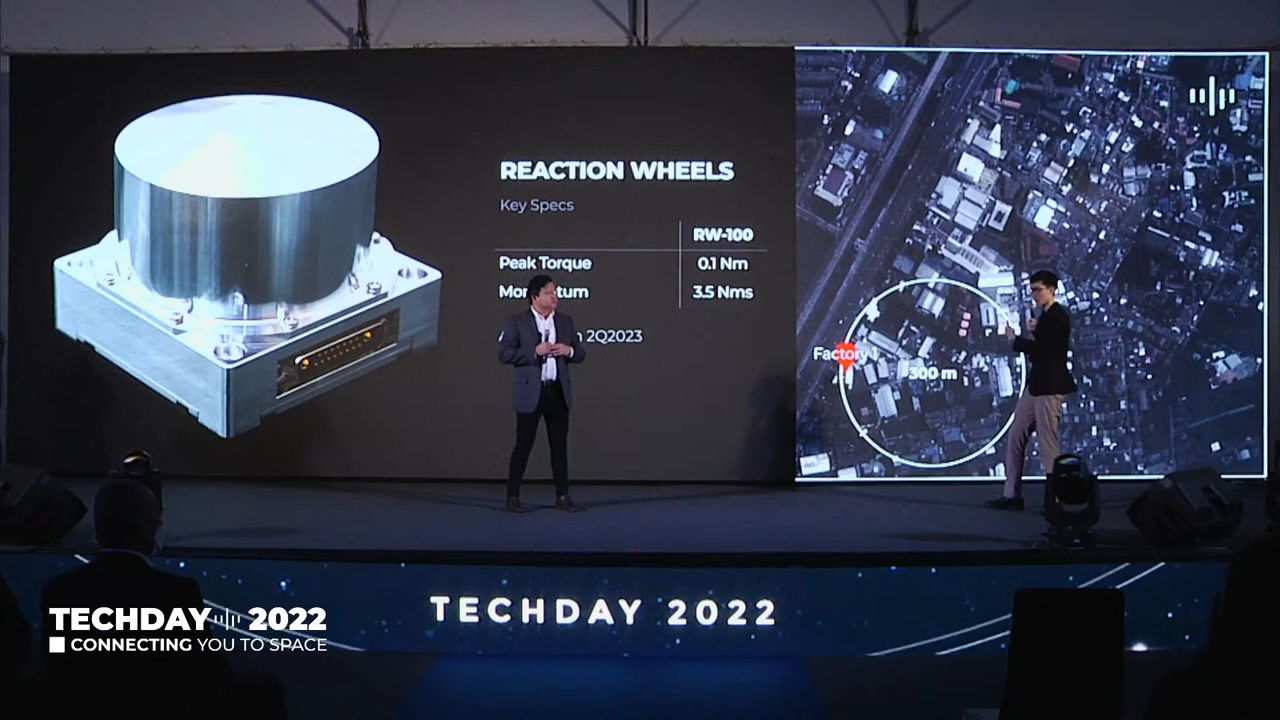 REACTION WHEELS
Key Specs
RW-100
Peak Torque 0.1 Nm
3.5 Nms
2Q2023
Factory 1
300 m
TECHDAY 2022
TECHDAY 2022
CONNECTING YOU TO SPACE